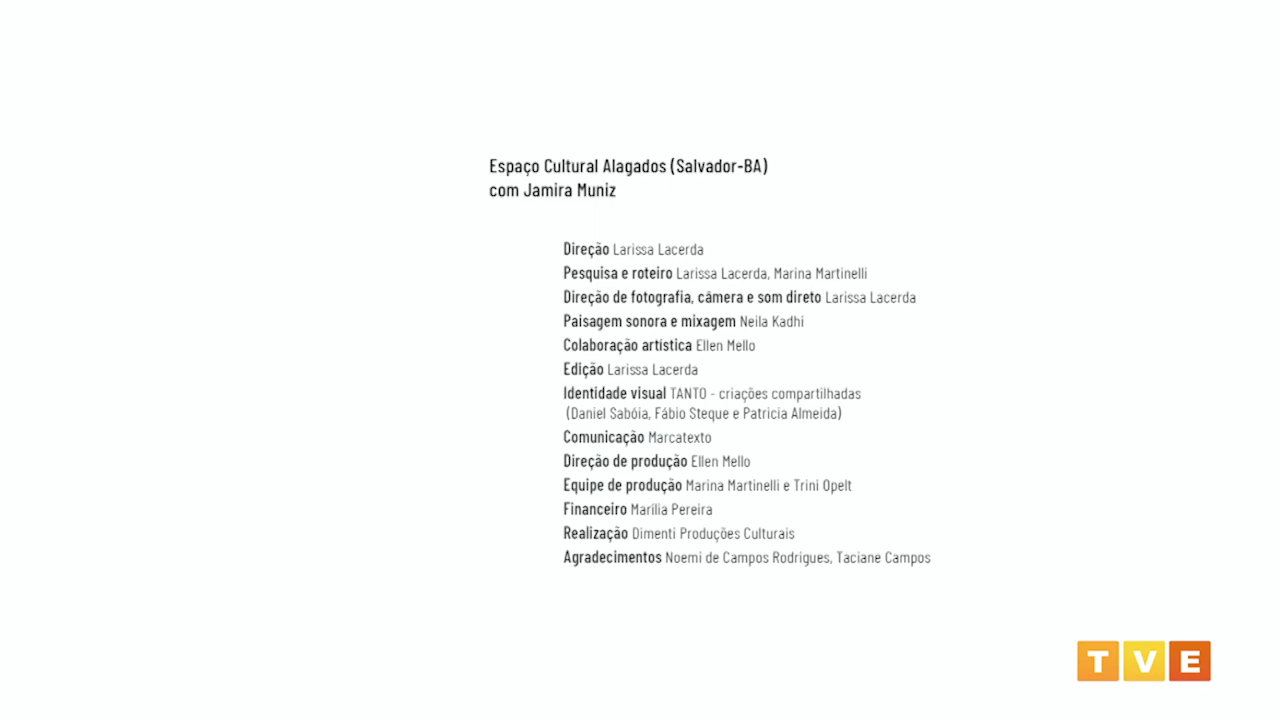 Espaço Cultural Alagados (Salvador-BA)
com Jamira Muniz
Direção Larissa Lacerda
Pesquisa e roteiro Larissa Lacerda, Marina Martinelli
Direção de fotografia, câmera e som direto Larissa Lacerda
Paisagem sonora e mixagem Neila Kadhí
Colaboração artística Ellen Mello
Edição Larissa Lacerda
Identidade visual TANTO - criações compartilhadas
(Daniel Sabóia, Fábio Steque e Patricia Almeida)
Comunicação Marcatexto
Direção de produção Ellen Mello
Equipe de produção Marina Martinelli e Trini Opelt
Financeiro Marília Pereira
Realização Dimenti Produções Culturais
Agradecimentos Noemi de Campos Rodrigues, Taciane Campos
TVE